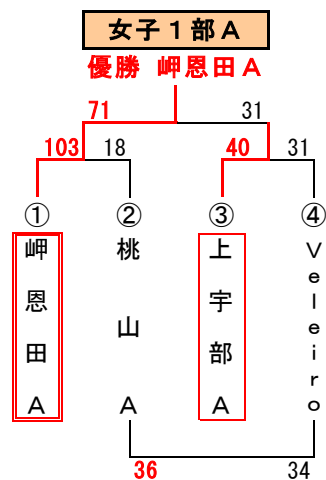 女子１部Ａ
優勝 岬恩田Ａ
71 31
103 18 40 31
① ② ③ ④
岬恩田Ａ
桃山Ａ
上宇部Ａ
Ｖｅｌｅｉｒｏ
36 34